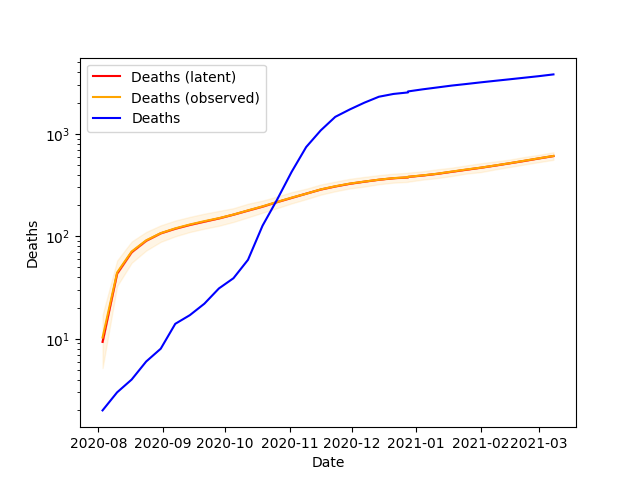 Deaths (latent)
Deaths (observed)
Deaths
10³
10²
10¹
Deaths
2020-08 2020-09 2020-10 2020-11 2020-12 2021-01 2021-02 2021-03
Date